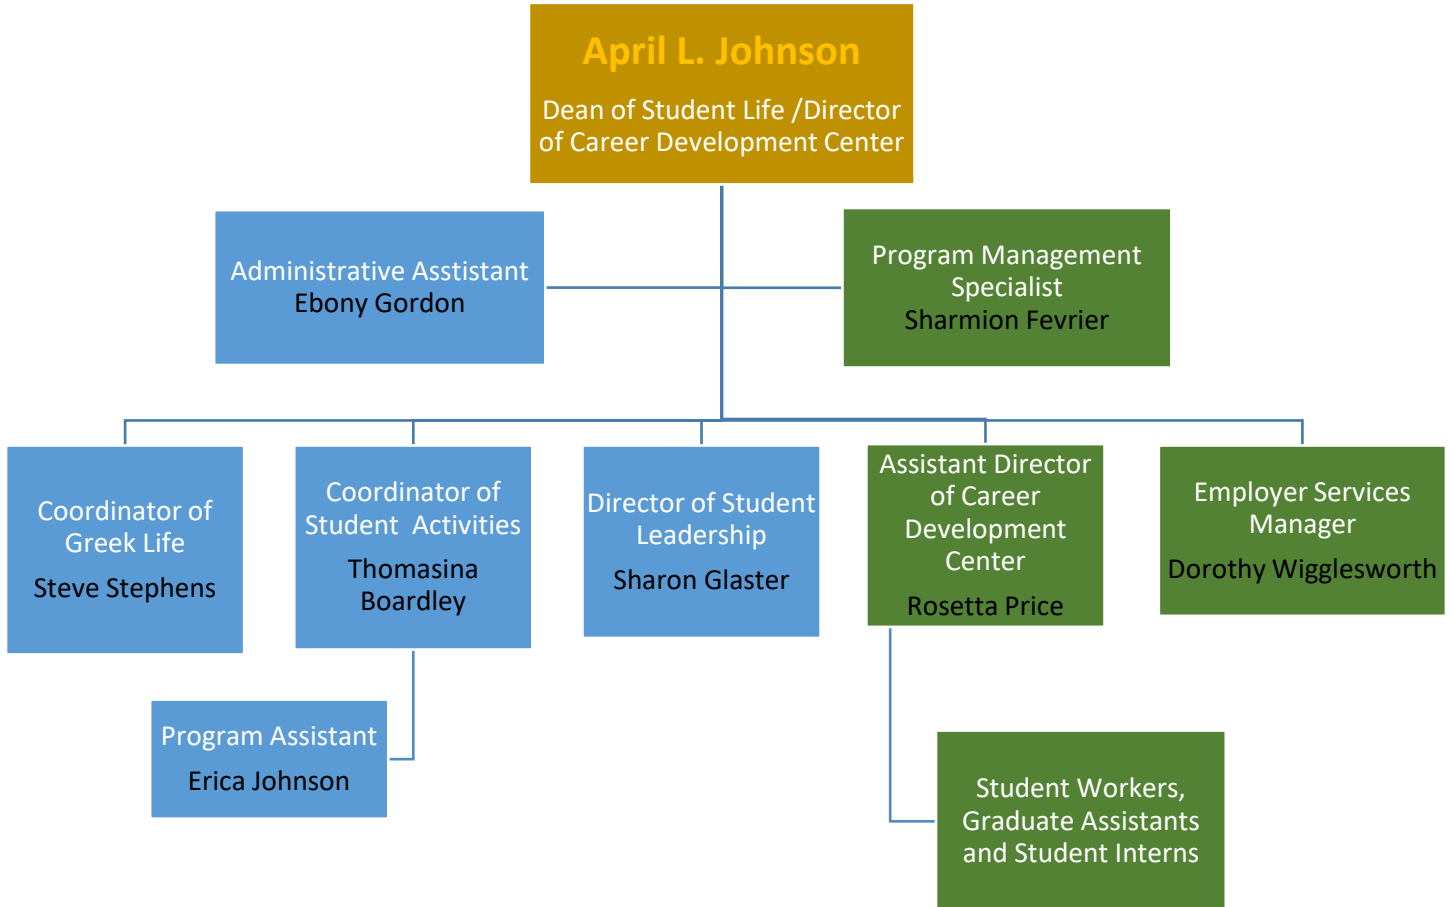 April L. Johnson
Dean of Student Life /Director
of Career Development Center
Administrative Asstistant
Ebony Gordon
Program Management
Specialist
Sharmion Fevrier
Coordinator of
Greek Life
Steve Stephens
Coordinator of
Student  Activities
Thomasina
Boardley
Director of Student
Leadership
Sharon Glaster
Assistant Director
of Career
Development
Center
Rosetta Price
Employer Services
Manager
Dorothy Wigglesworth
Program Assistant
Erica Johnson
Student Workers,
Graduate Assistants
and Student Interns